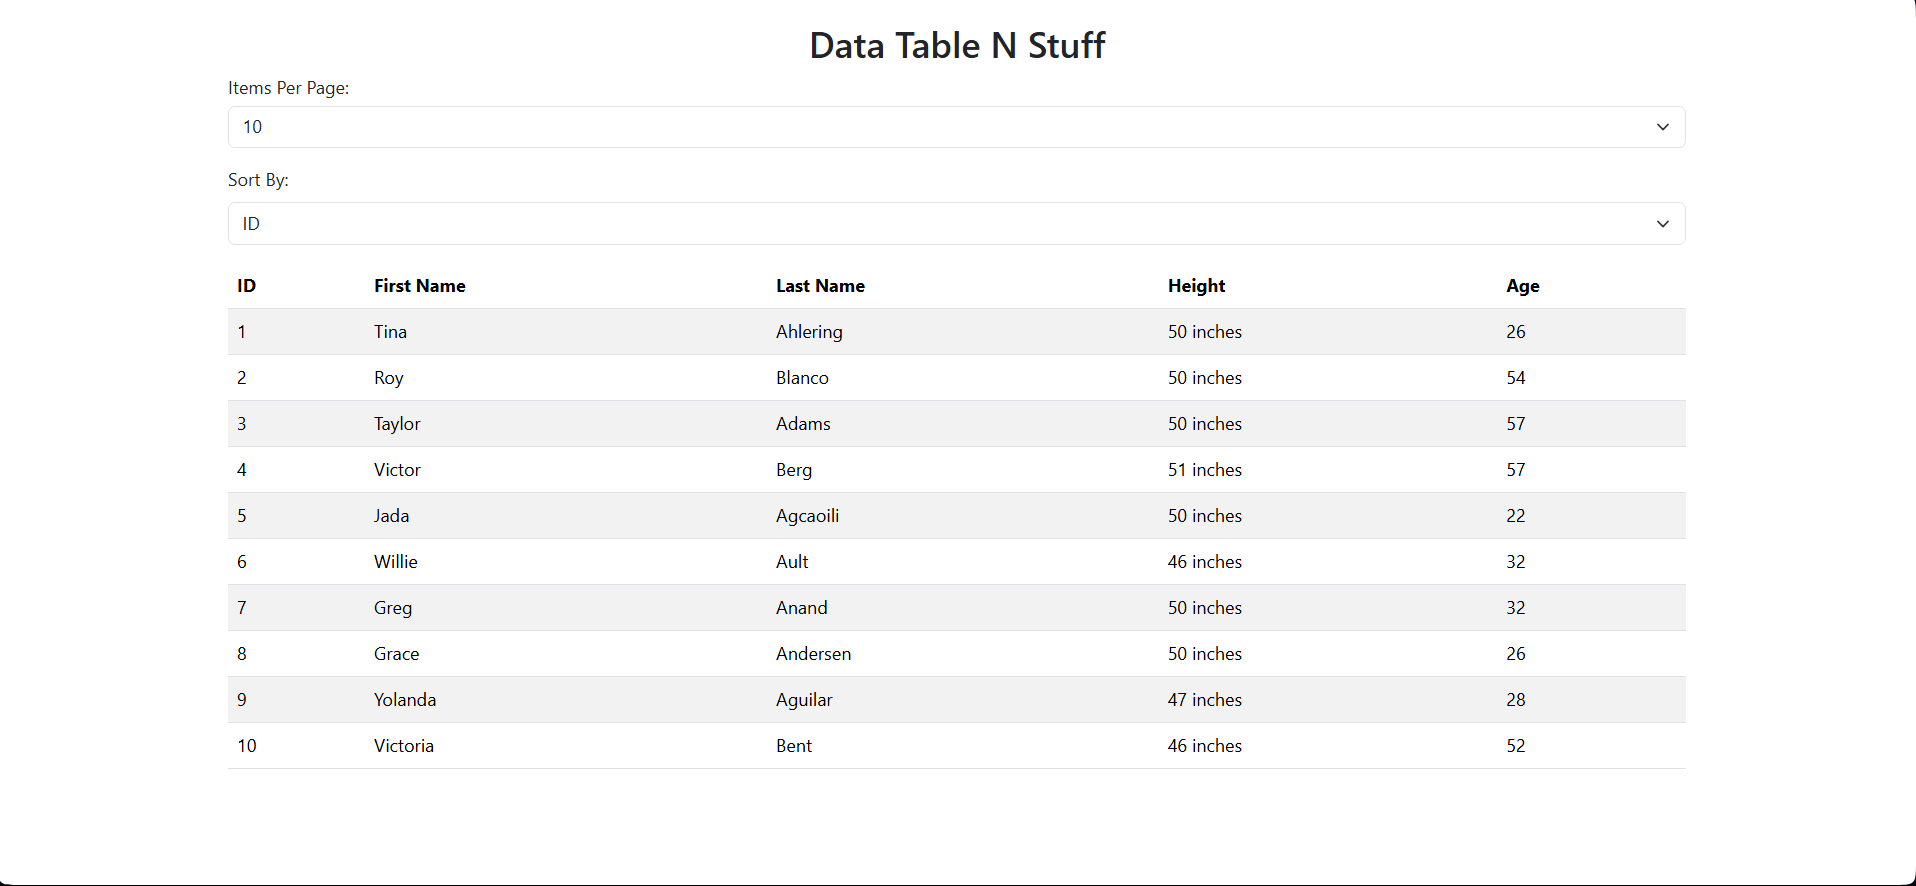 Data Table N Stuff
Items Per Page:
10
Sort By:
ID
ID First Name Last Name Height Age
1 Tina Ahlering 50 inches 26
2 Roy Blanco 50 inches 54
3 Taylor Adams 50 inches 57
4 Victor Berg 51 inches 57
5 Jada Agcaoili 50 inches 22
6 Willie Ault 46 inches 32
7 Greg Anand 50 inches 32
8 Grace Andersen 50 inches 26
9 Yolanda Aguilar 47 inches 28
10 Victoria Bent 46 inches 52